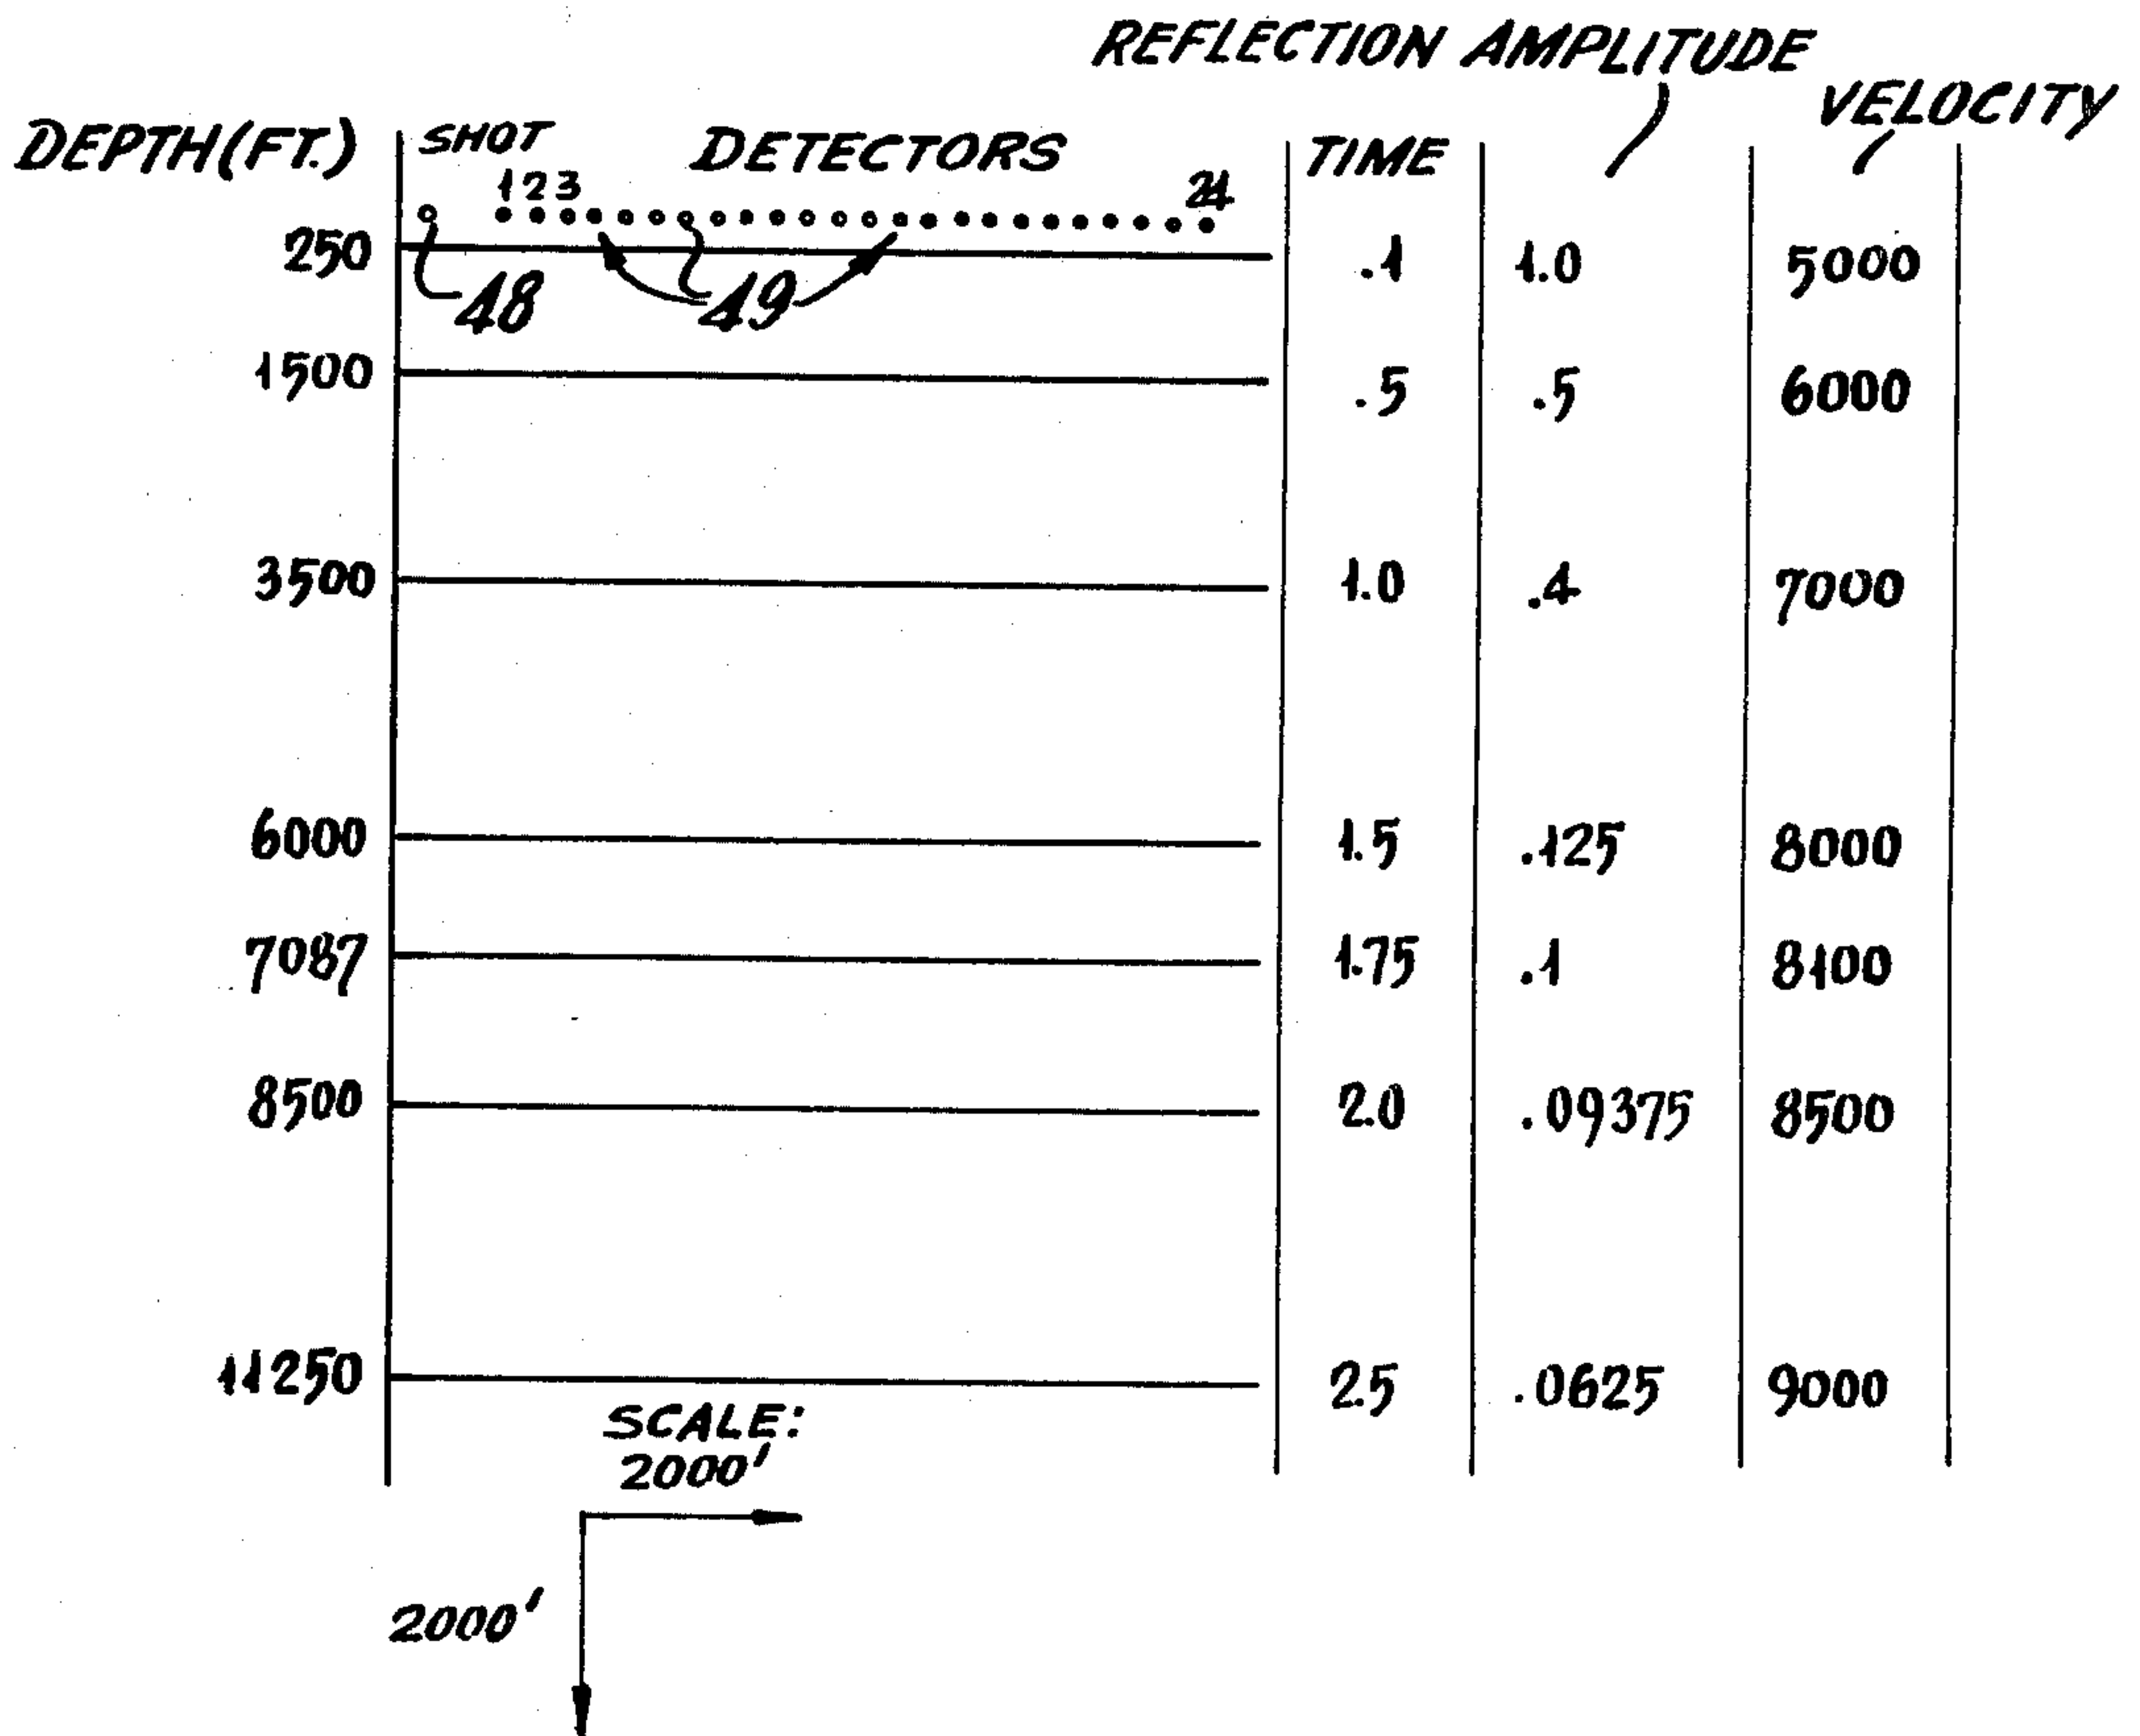 REFLECTION AMPLITUDE
VELOCITY
DEPTH(FT.) SHOT DETECTORS TIME
1 2 3 24
250 .1 1.0 5000
48 49
1500 .5 .5 6000
3500 1.0 .4 7000
6000 1.5 .125 8000
7087 1.75 .1 8100
8500 2.0 .09375 8500
11250 2.5 .0625 9000
SCALE:
2000'
2000'